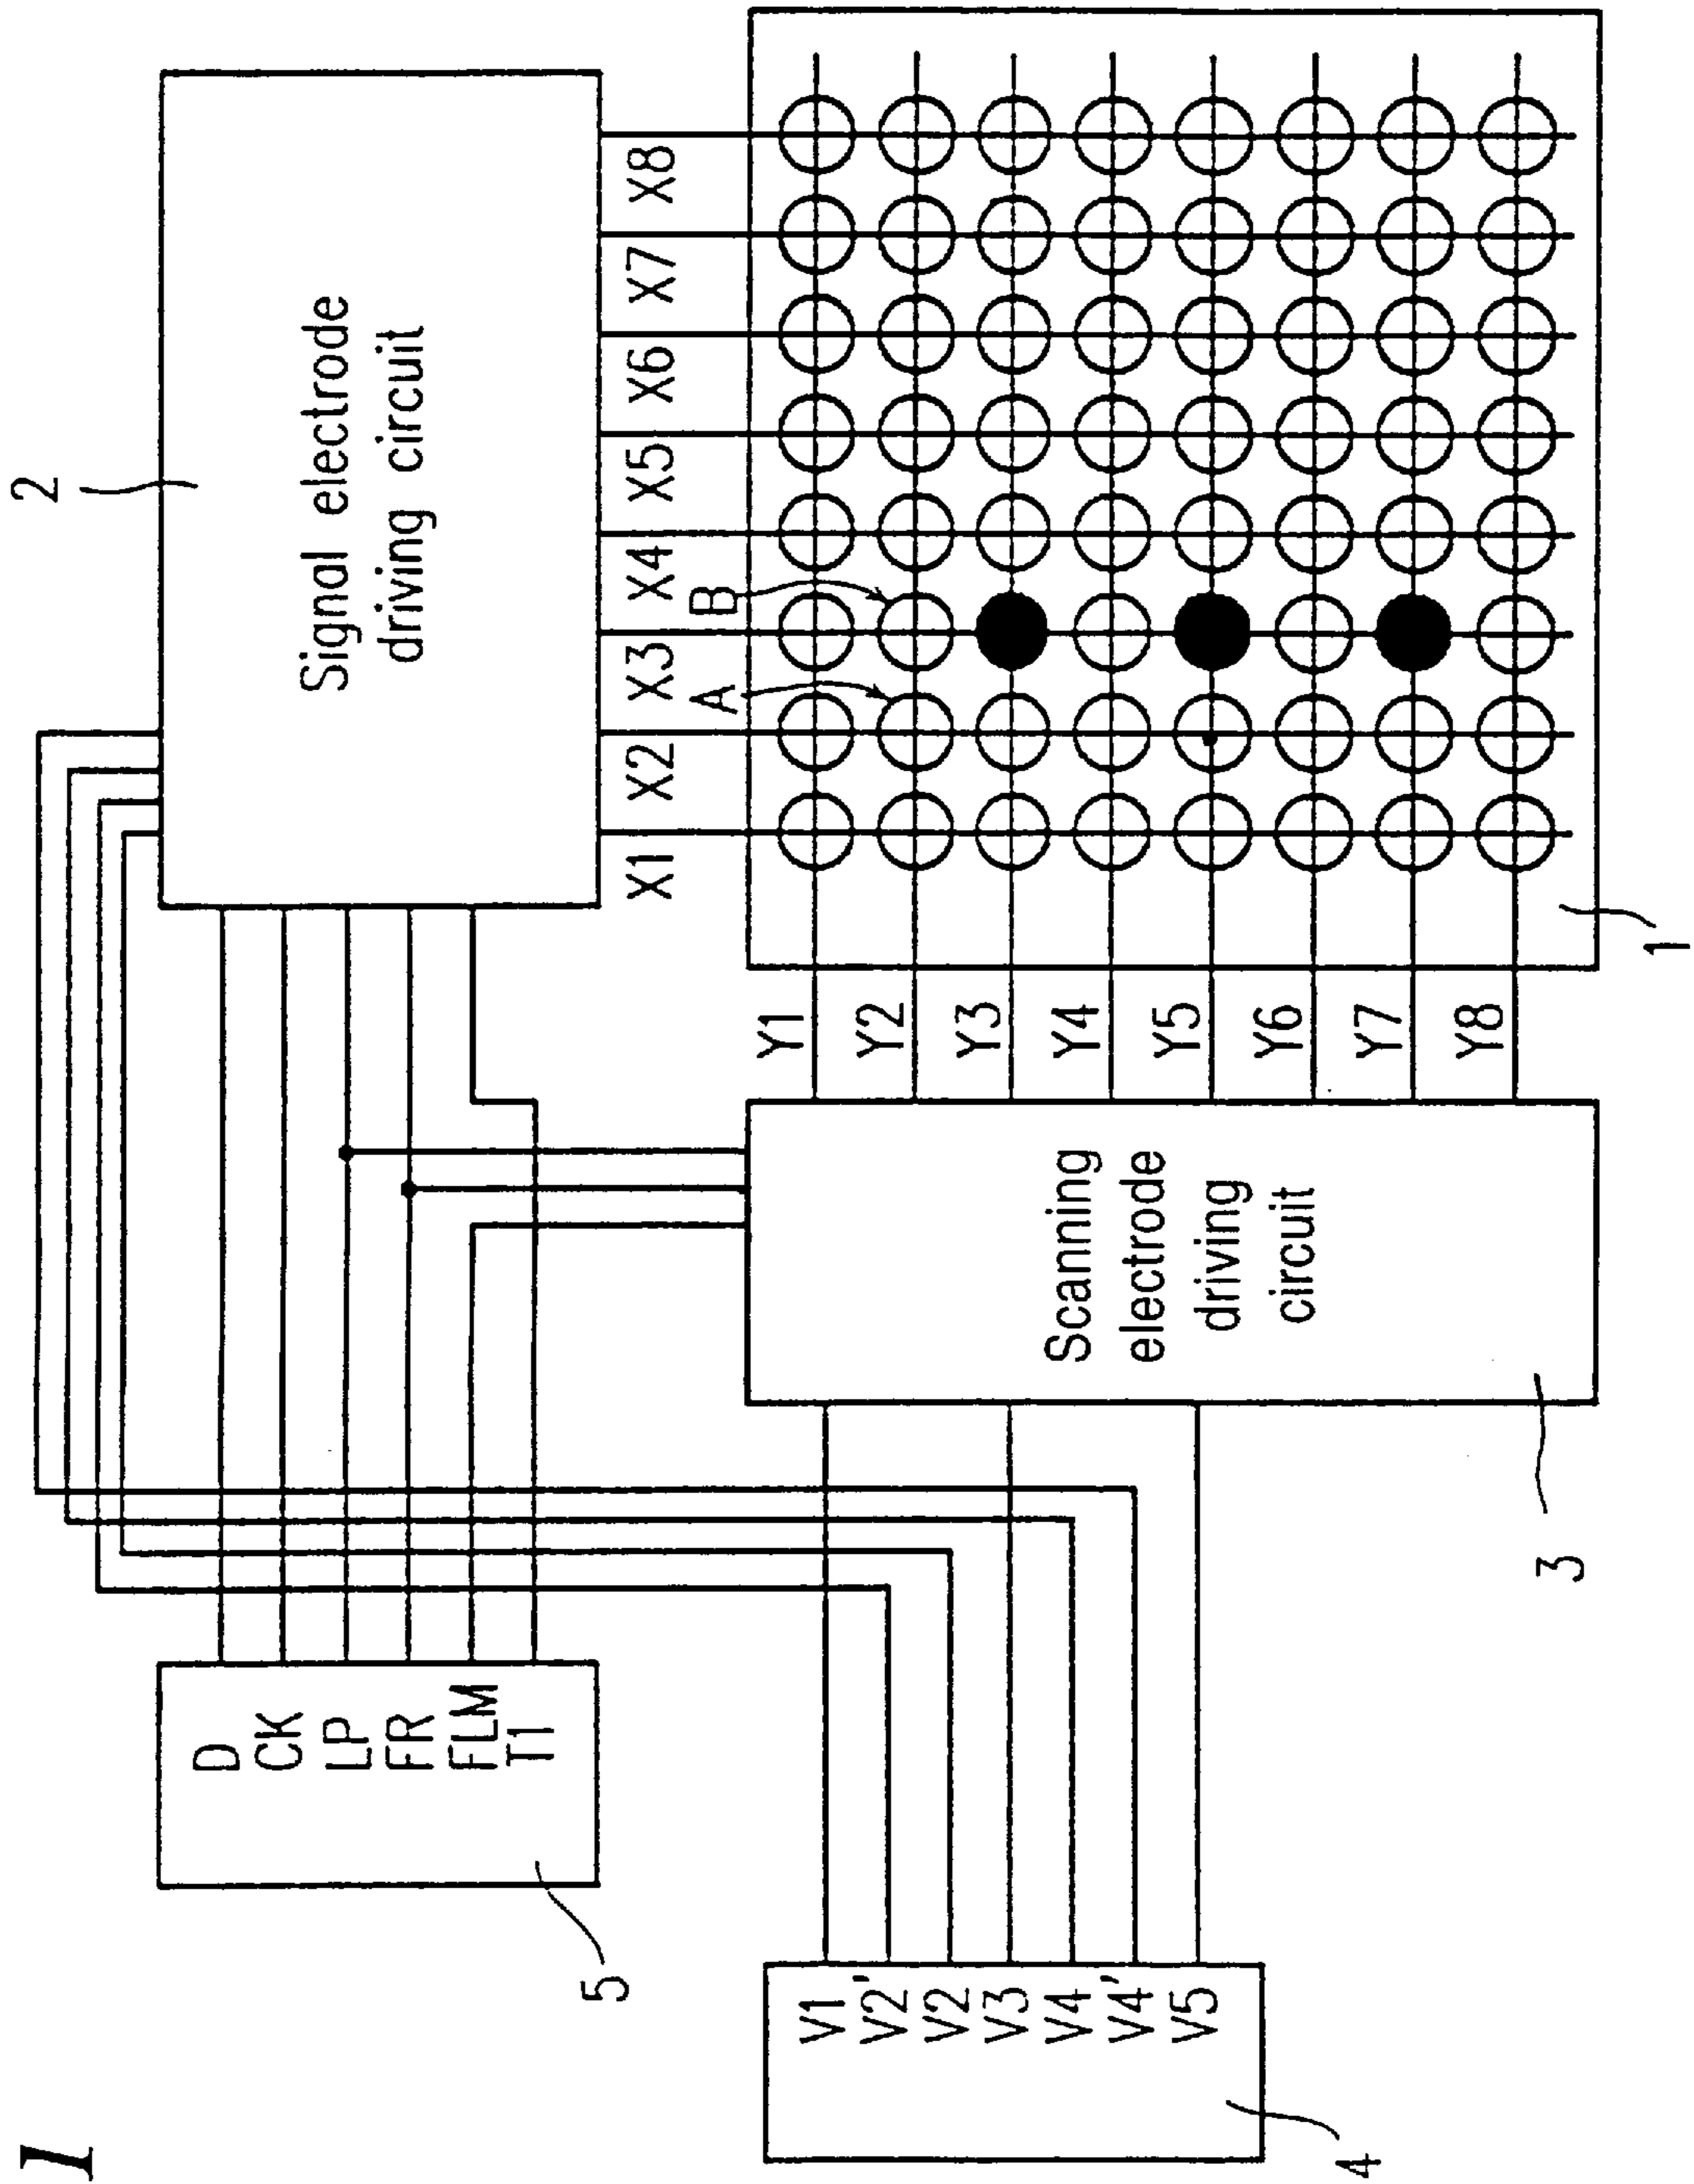 1
2
Signal electrode
driving circuit
5
D
CK
LP
FR
FLM
T1
X1
X2
X3
X4
X5
X6
X7
X8
A
B
4
V1
V2'
V2
V3
V4
V4'
V5
3
Scanning
electrode
driving
circuit
Y1
Y2
Y3
Y4
Y5
Y6
Y7
Y8
1